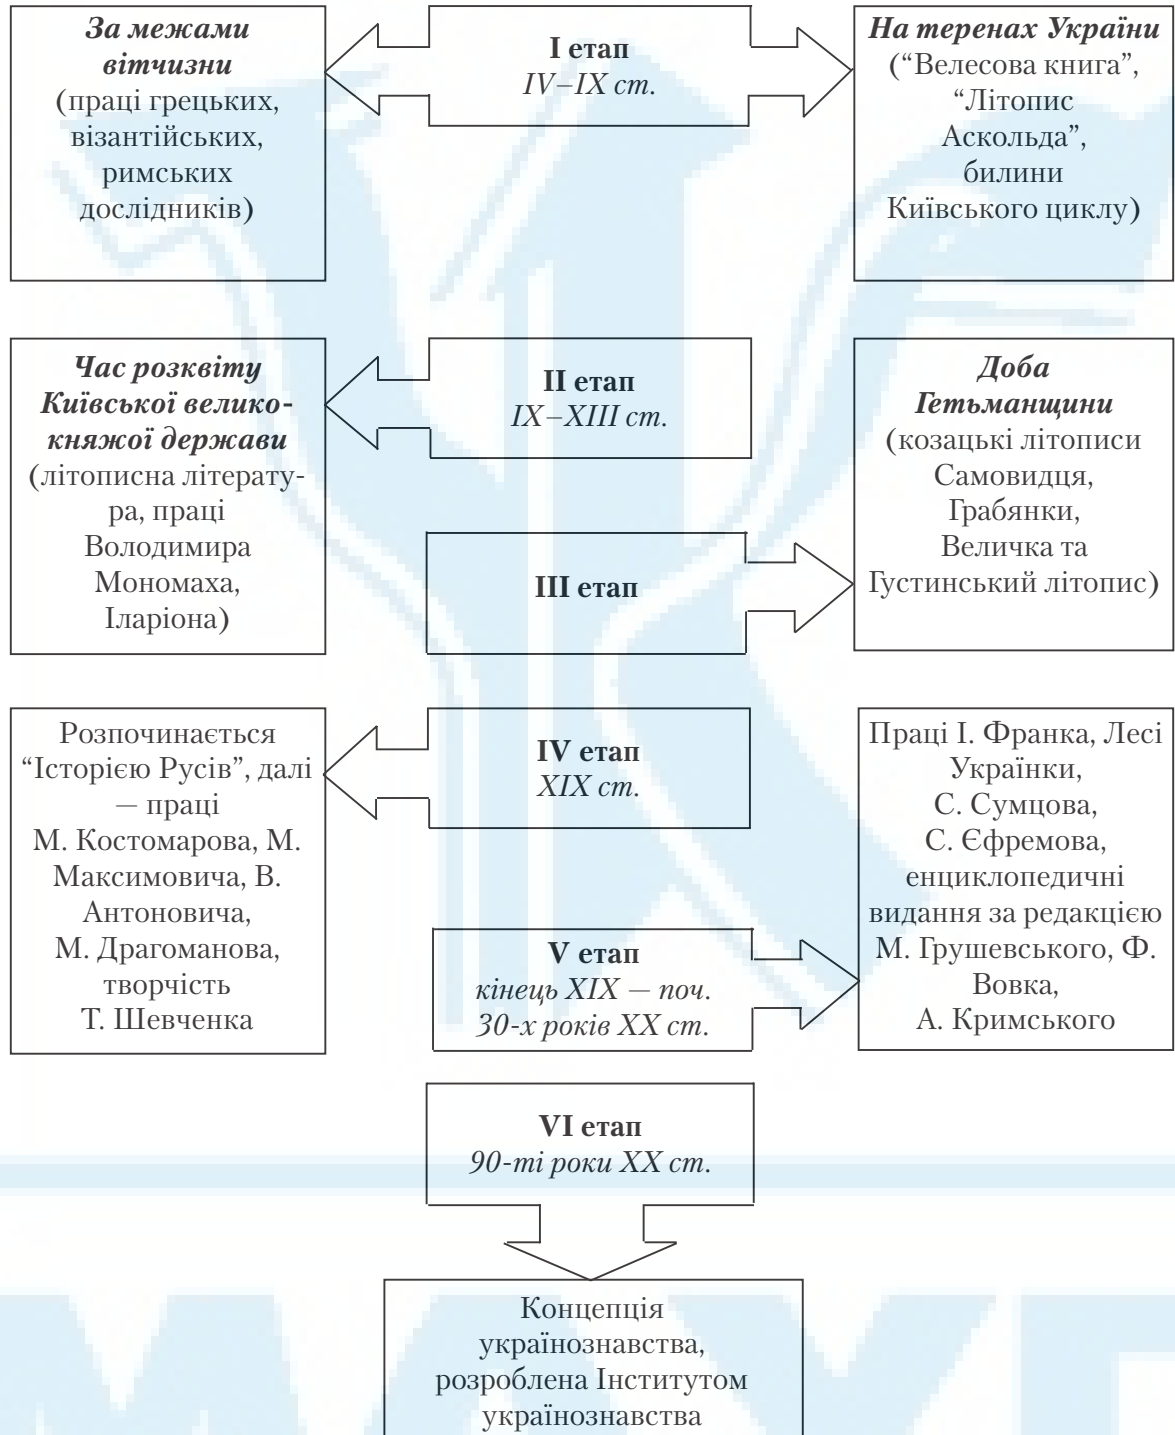 За межами
вітчизни
(праці грецьких,
візантійських,
римських
дослідників)
I етап
IV–IX ст.
На теренах України
(“Велесова книга”,
“Літопис
Аскольда”,
билини
Київського циклу)
Час розквіту
Київської велико-
княжої держави
(літописна літерату-
ра, праці
Володимира
Мономаха,
Іларіона)
II етап
IX–XIII ст.
Доба
Гетьманщини
(козацькі літописи
Самовидця,
Грабянки,
Величка та
Густинський літопис)
III етап
Розпочинається
“Історією Русів”, далі
— праці
М. Костомарова, М.
Максимовича, В.
Антоновича,
М. Драгоманова,
творчість
Т. Шевченка
IV етап
XIX ст.
Праці І. Франка, Лесі
Українки,
С. Сумцова,
С. Єфремова,
енциклопедичні
видання за редакцією
М. Грушевського, Ф.
Вовка,
А. Кримського
V етап
кінець XIX — поч.
30-х років XX ст.
VI етап
90-ті роки XX ст.
Концепція
українознавства,
розроблена Інститутом
українознавства